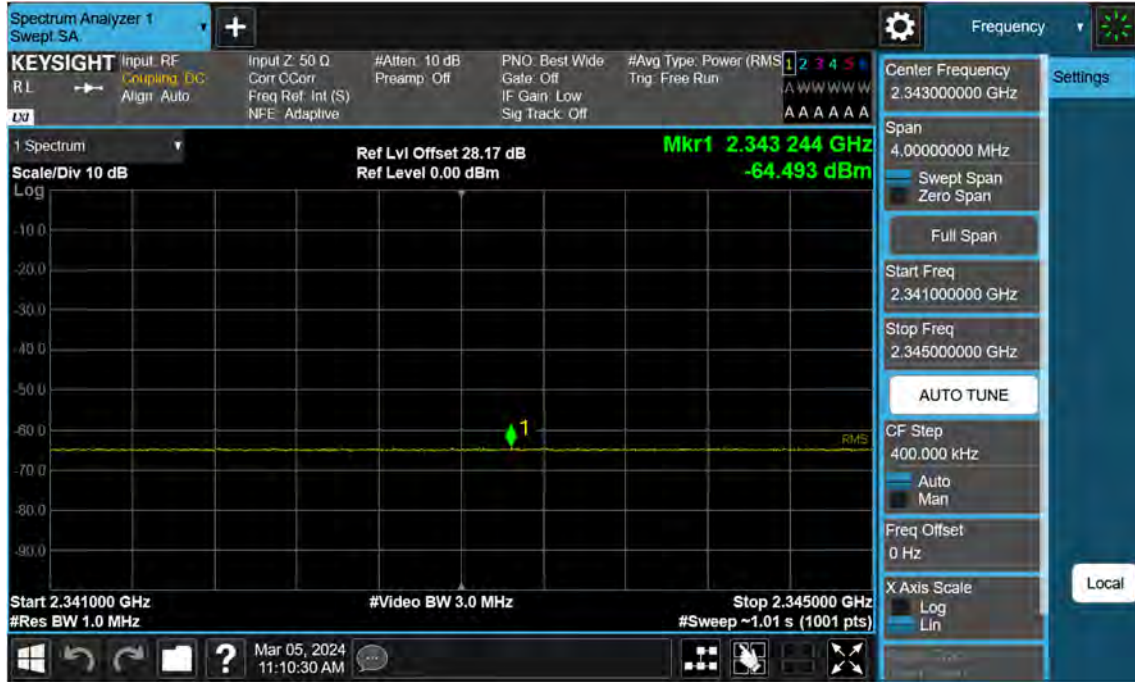 Spectrum Analyzer 1
Swept SA
Frequency
KEYSIGHT
RL
LXI
Input: RF
Coupling: DC
Align: Auto
Input Z: 50 Ω
Corr CCorr
Freq Ref: Int (S)
NFE: Adaptive
#Atten: 10 dB
Preamp: Off
PNO: Best Wide
Gate: Off
IF Gain: Low
Sig Track: Off
#Avg Type: Power (RMS
Trig: Free Run
1 2 3 4 5 6
A W W W W W
A A A A A A
1 Spectrum
Scale/Div 10 dB
Log
Ref Lvl Offset 28.17 dB
Ref Level 0.00 dBm
Mkr1 2.343 244 GHz
-64.493 dBm
-10.0
-20.0
-30.0
-40.0
-50.0
-60.0
-70.0
-80.0
-90.0
1
RMS
Start 2.341000 GHz
#Res BW 1.0 MHz
#Video BW 3.0 MHz
Stop 2.345000 GHz
#Sweep ~1.01 s (1001 pts)
Mar 05, 2024
11:10:30 AM
Center Frequency
2.343000000 GHz
Span
4.00000000 MHz
Swept Span
Zero Span
Full Span
Start Freq
2.341000000 GHz
Stop Freq
2.345000000 GHz
AUTO TUNE
CF Step
400.000 kHz
Auto
Man
Freq Offset
0 Hz
X Axis Scale
Log
Lin
Settings
Local